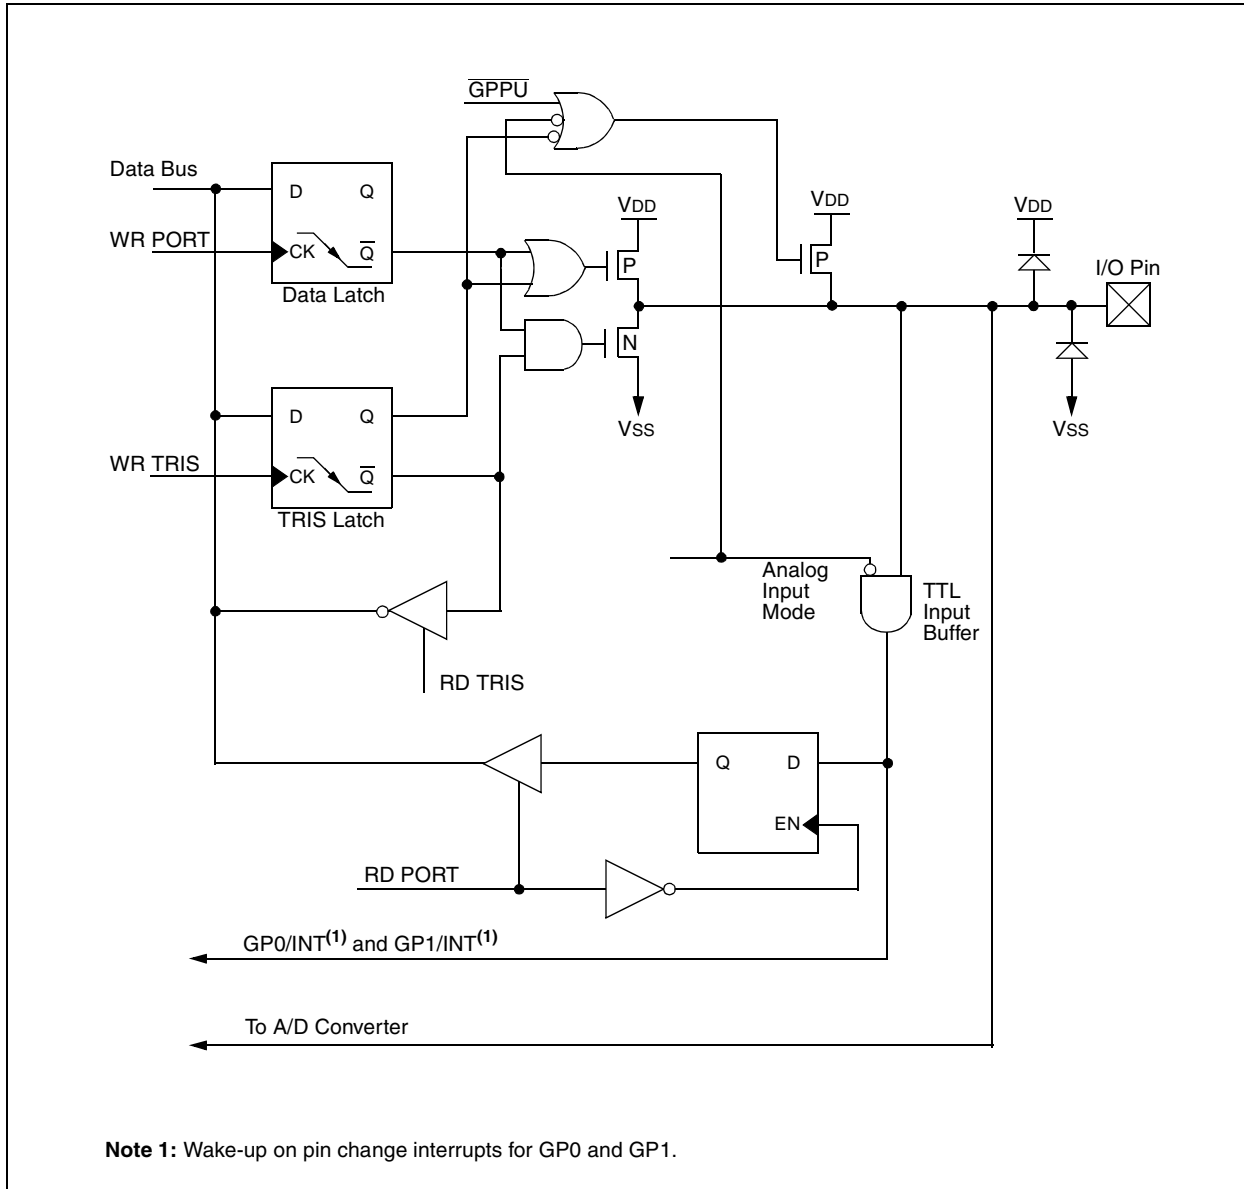 GPPU
Data Bus
D Q
WR PORT
CK Q
Data Latch
VDD
P
N
VSS
VDD
P
VDD
I/O Pin
VSS
D Q
WR TRIS
CK Q
TRIS Latch
Analog
Input
Mode
TTL
Input
Buffer
RD TRIS
Q D
EN
RD PORT
GP0/INT(1) and GP1/INT(1)
To A/D Converter
Note 1: Wake-up on pin change interrupts for GP0 and GP1.